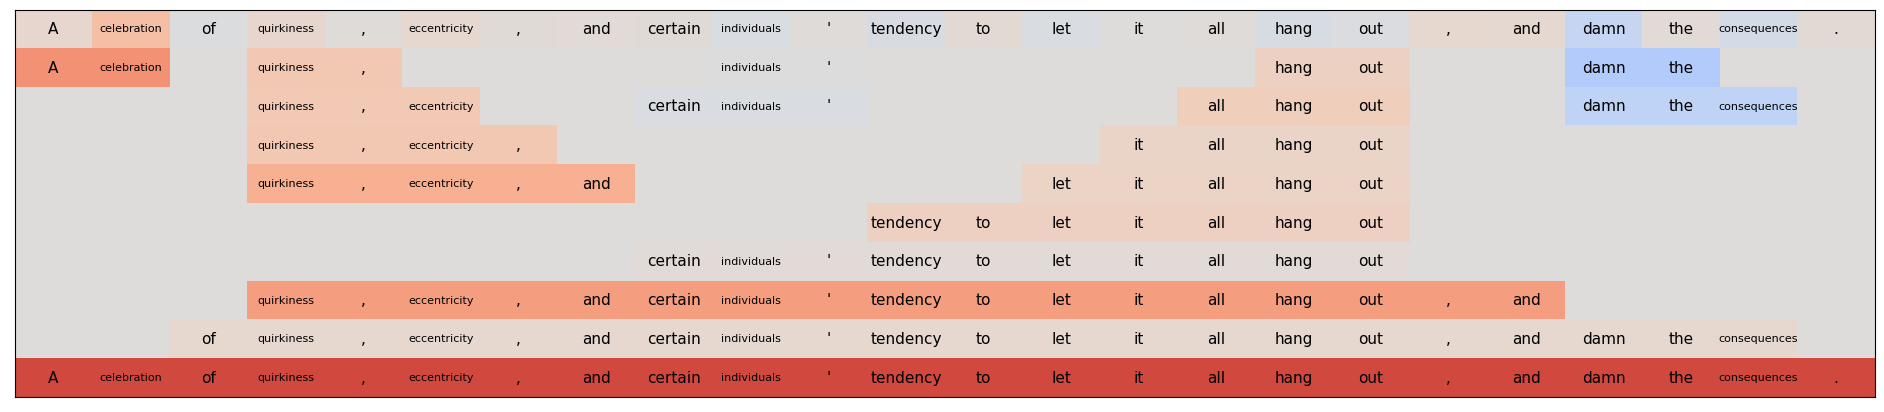 A celebration of quirkiness , eccentricity , and certain individuals ' tendency to let it all hang out , and damn the consequences .
A celebration quirkiness , individuals ' hang out damn the
quirkiness , eccentricity certain individuals ' all hang out damn the consequences
quirkiness , eccentricity , it all hang out
quirkiness , eccentricity , and let it all hang out
tendency to let it all hang out
certain individuals ' tendency to let it all hang out
quirkiness , eccentricity , and certain individuals ' tendency to let it all hang out , and
of quirkiness , eccentricity , and certain individuals ' tendency to let it all hang out , and damn the consequences
A celebration of quirkiness , eccentricity , and certain individuals ' tendency to let it all hang out , and damn the consequences .